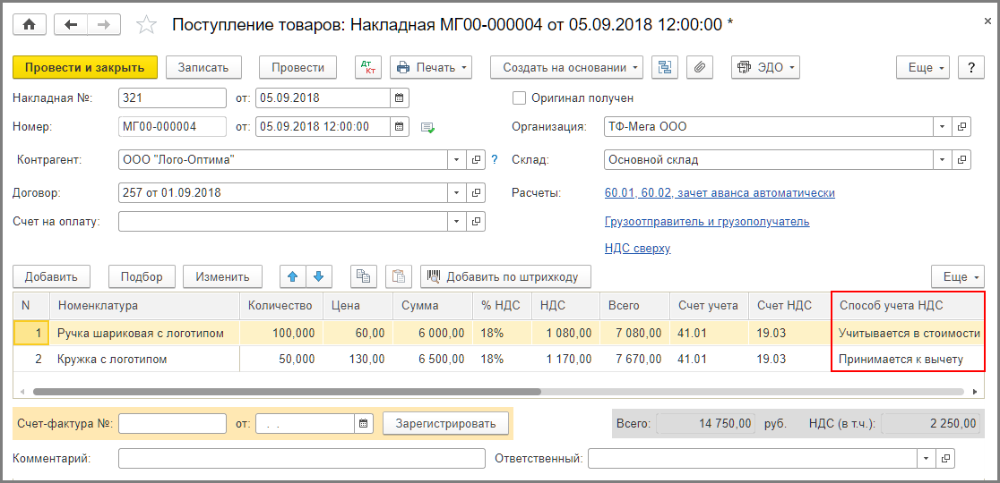 Поступление товаров: Накладная МГ00-000004 от 05.09.2018 12:00:00 *
Провести и закрыть Записать Провести Дт Кт Печать Создать на основании ЭДО Еще ?
Накладная №: 321 от: 05.09.2018 Оригинал получен
Номер: МГ00-000004 от: 05.09.2018 12:00:00 Организация: ТФ-Мега ООО
Контрагент: ООО "Лого-Оптима" ? Склад: Основной склад
Договор: 257 от 01.09.2018 Расчеты: 60.01, 60.02, зачет аванса автоматически
Счет на оплату: Грузоотправитель и грузополучатель
НДС сверху
Добавить Подбор Изменить Добавить по штрихкоду Еще
N Номенклатура Количество Цена Сумма % НДС НДС Всего Счет учета Счет НДС Способ учета НДС
1 Ручка шариковая с логотипом 100,000 60,00 6 000,00 18% 1 080,00 7 080,00 41.01 19.03 Учитывается в стоимости
2 Кружка с логотипом 50,000 130,00 6 500,00 18% 1 170,00 7 670,00 41.01 19.03 Принимается к вычету
Счет-фактура №: от: . . Зарегистрировать Всего: 14 750,00 руб. НДС (в т.ч.): 2 250,00
Комментарий: Ответственный: